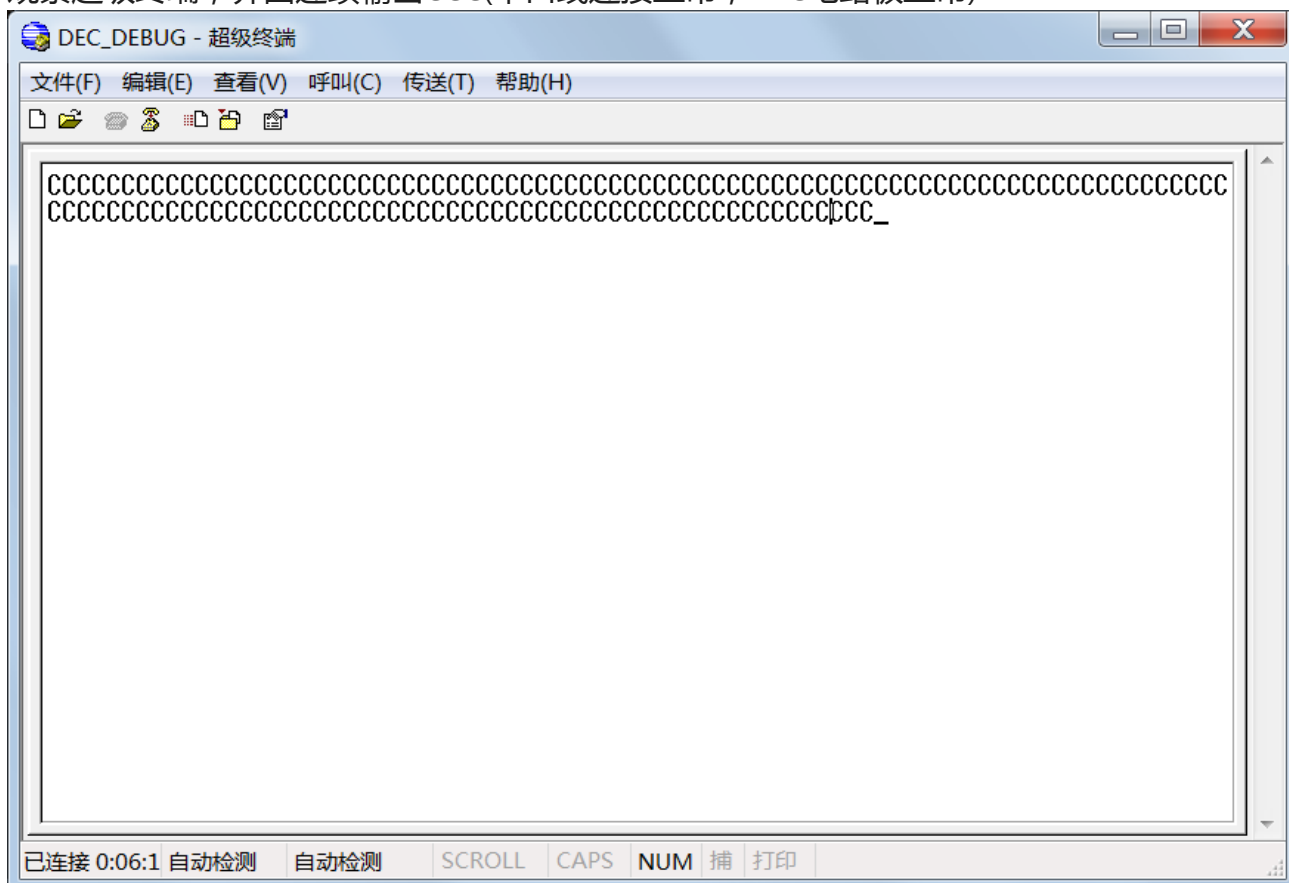 DEC_DEBUG - 超级终端
文件(F) 编辑(E) 查看(V) 呼叫(C) 传送(T) 帮助(H)
CCCCCCCCCCCCCCCCCCCCCCCCCCCCCCCCCCCCCCCCCCCCCCCCCCCCCCCCCCCCCCCCCCCCCCCCCCCCCCCC
CCCCCCCCCCCCCCCCCCCCCCCCCCCCCCCCCCCCCCCCCCCCCCCCCCCCCCCC_
已连接 0:06:1 自动检测 自动检测 SCROLL CAPS NUM 捕 打印